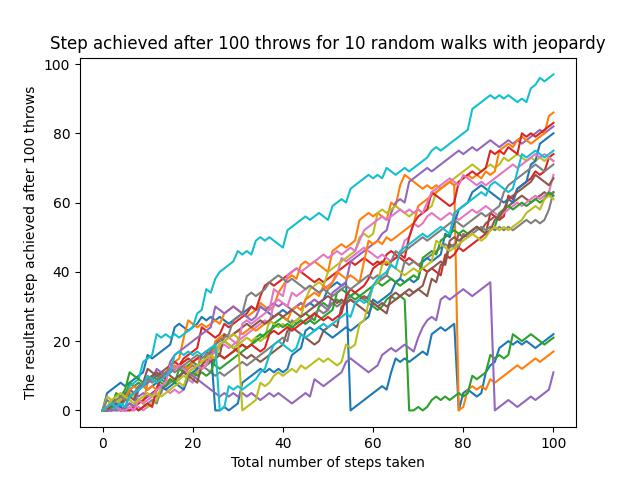 Step achieved after 100 throws for 10 random walks with jeopardy
The resultant step achieved after 100 throws
100
80
60
40
20
0
0 20 40 60 80 100
Total number of steps taken